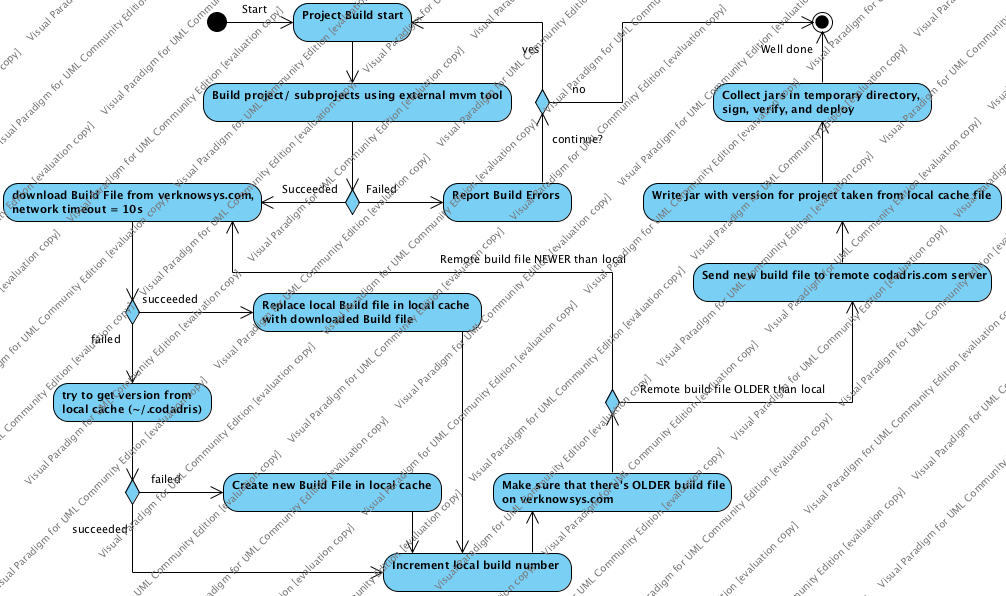 Start
Project Build start
yes
no
Well done
Build project/ subprojects using external mvm tool
Collect jars in temporary directory,
sign, verify, and deploy
continue?
download Build File from verknowsys.com,
network timeout = 10s
Succeeded
Failed
Report Build Errors
Write jar with version for project taken from local cache file
Remote build file NEWER than local
Send new build file to remote codadris.com server
succeeded
Replace local Build file in local cache
with downloaded Build file
failed
try to get version from
local cache (~/.codadris)
Remote build file OLDER than local
failed
Create new Build File in local cache
Make sure that there's OLDER build file
on verknowsys.com
succeeded
Increment local build number
Visual Paradigm for UML Community Edition [evaluation copy]